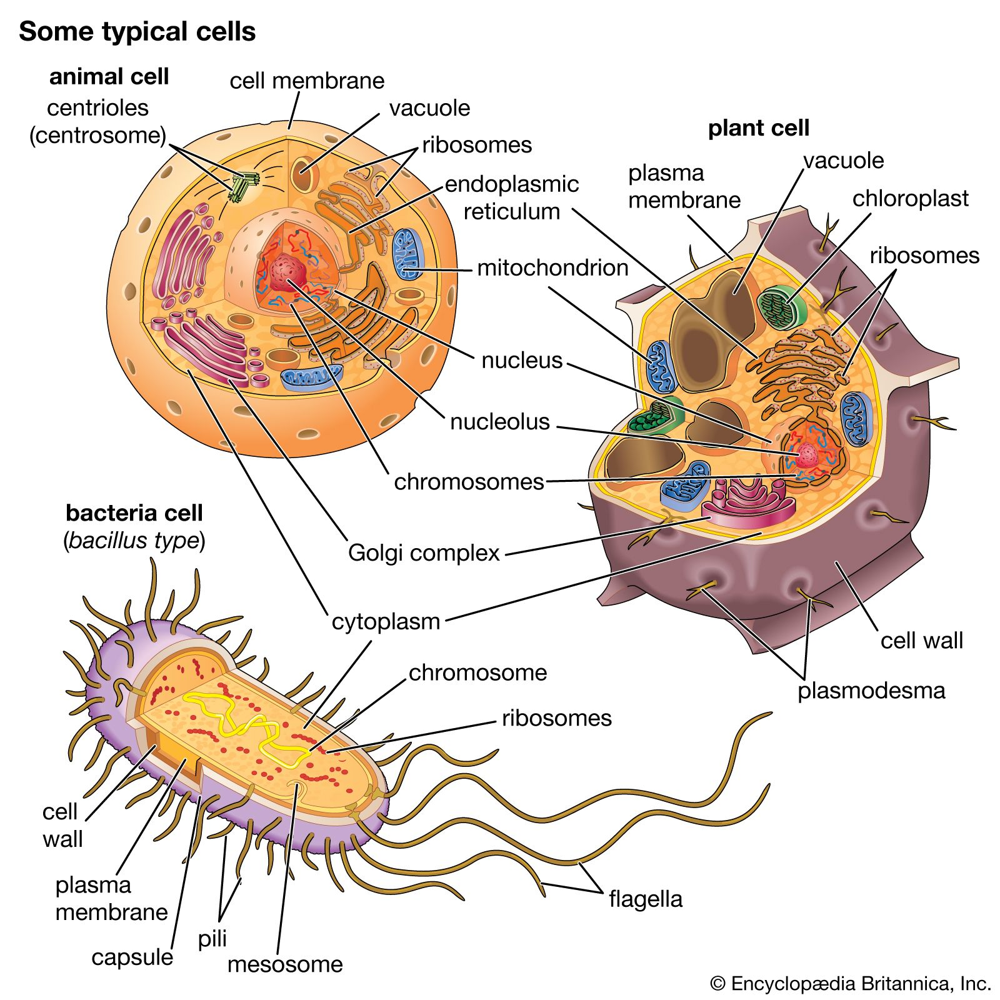 Some typical cells
animal cell
centrioles
(centrosome)
cell membrane
vacuole
ribosomes
endoplasmic
reticulum
mitochondrion
nucleus
nucleolus
chromosomes
Golgi complex
cytoplasm
plant cell
plasma
membrane
vacuole
chloroplast
ribosomes
cell wall
plasmodesma
bacteria cell
(bacillus type)
chromosome
ribosomes
cell
wall
plasma
membrane
capsule
pili
mesosome
flagella
© Encyclopædia Britannica, Inc.